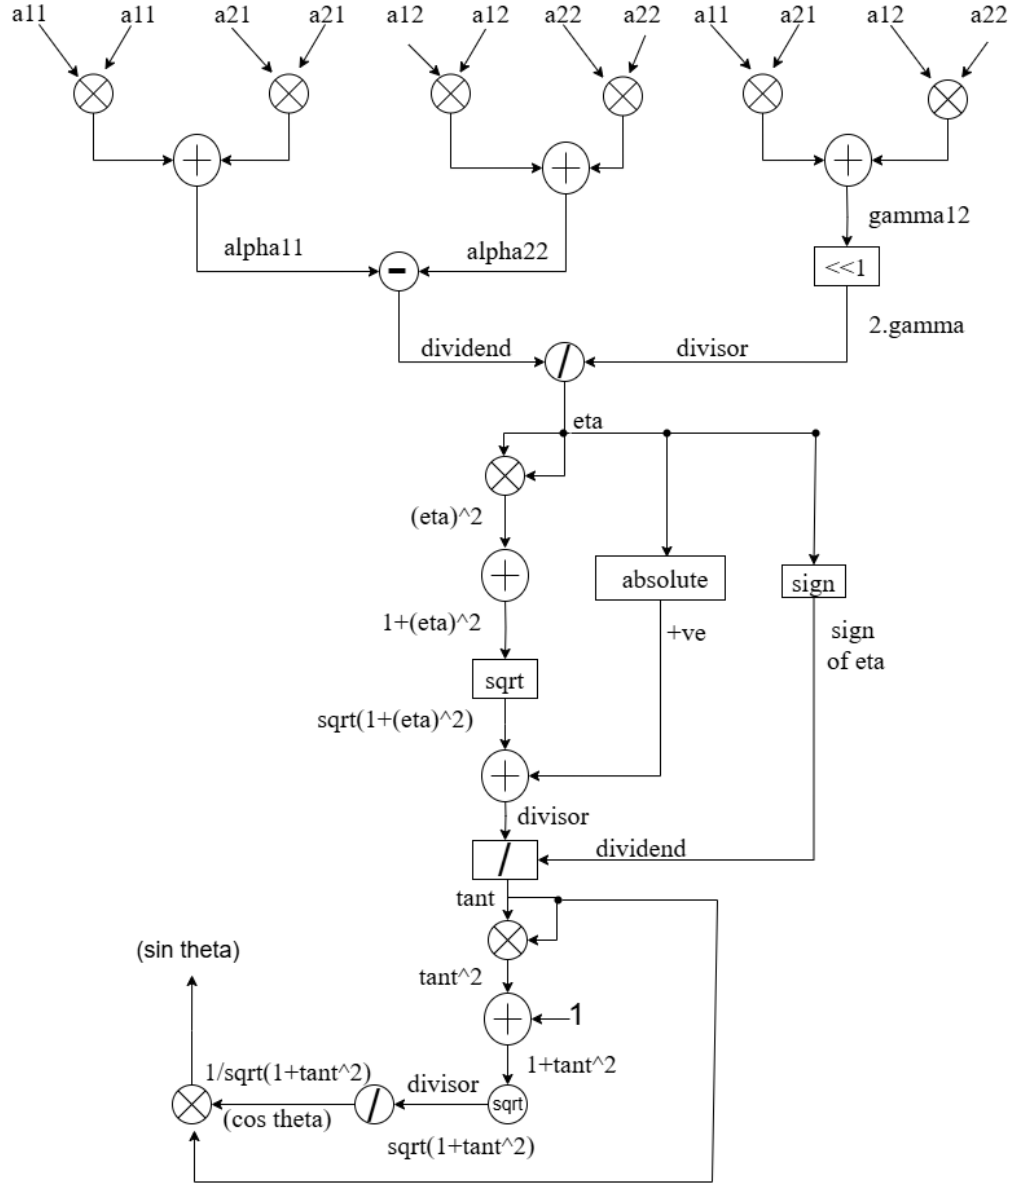 a11 a11 a21 a21 a12 a12 a22 a22 a11 a21 a12 a22
gamma12
alpha11 alpha22
<<1
2.gamma
dividend / divisor
eta
(eta)^2
absolute sign
1+(eta)^2 +ve sign
of eta
sqrt
sqrt(1+(eta)^2)
divisor
/ dividend
tant
(sin theta)
tant^2
1
1+tant^2
1/sqrt(1+tant^2) divisor
/ sqrt
(cos theta)
sqrt(1+tant^2)